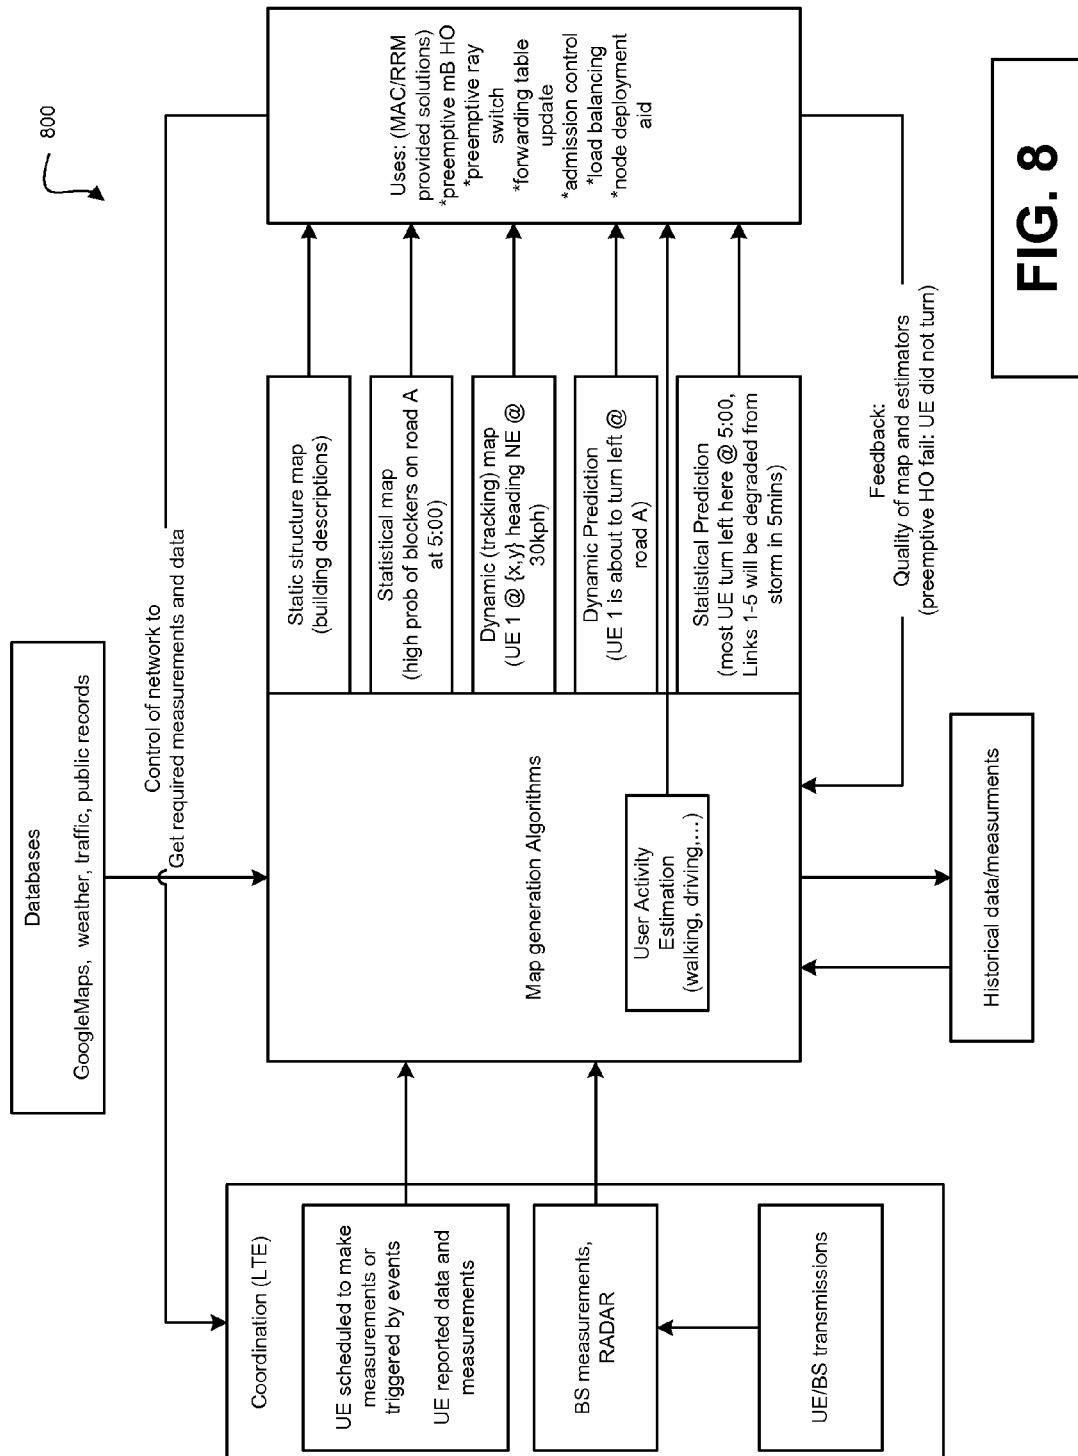 800
Databases
GoogleMaps, weather, traffic, public records
Control of network to
Get required measurements and data
Coordination (LTE)
UE scheduled to make
measurements or
triggered by events
UE reported data and
measurements
BS measurements,
RADAR
UE/BS transmissions
Map generation Algorithms
User Activity
Estimation
(walking, driving,...)
Static structure map
(building descriptions)
Statistical map
(high prob of blockers on road A
at 5:00)
Dynamic (tracking) map
(UE 1 @ {x,y} heading NE @
30kph)
Dynamic Prediction
(UE 1 is about to turn left @
road A)
Statistical Prediction
(most UE turn left here @ 5:00,
Links 1-5 will be degraded from
storm in 5mins)
Uses: (MAC/RRM
provided solutions)
*preemptive mB HO
*preemptive ray
switch
*forwarding table
update
*admission control
*load balancing
*node deployment
aid
Feedback:
Quality of map and estimators
(preemptive HO fail: UE did not turn)
Historical data/measurments
FIG. 8